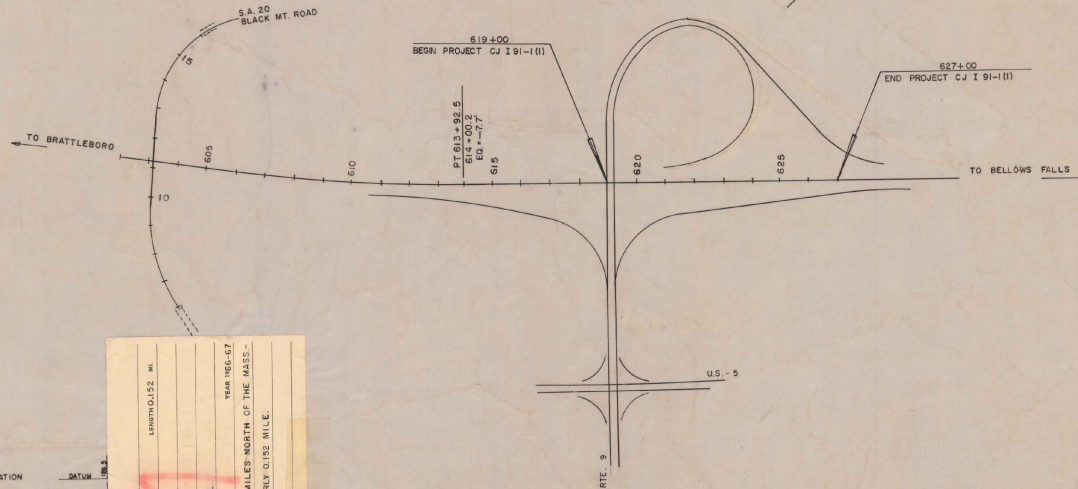 S.A. 20
BLACK MT. ROAD
15
619+00
BEGIN PROJECT CJ I 91-1(1)
627+00
END PROJECT CJ I 91-1(1)
TO BRATTLEBORO
605
610
PT 613+92.5
614+00.2
EQ.=-7.7'
615
620
625
TO BELLOWS FALLS
10
U.S.-5
RTE. 9
LENGTH 0.152 MI.
YEAR 1966-67
MILES NORTH OF THE MASS.-
RLY 0.152 MILE.
ATION
DATUM